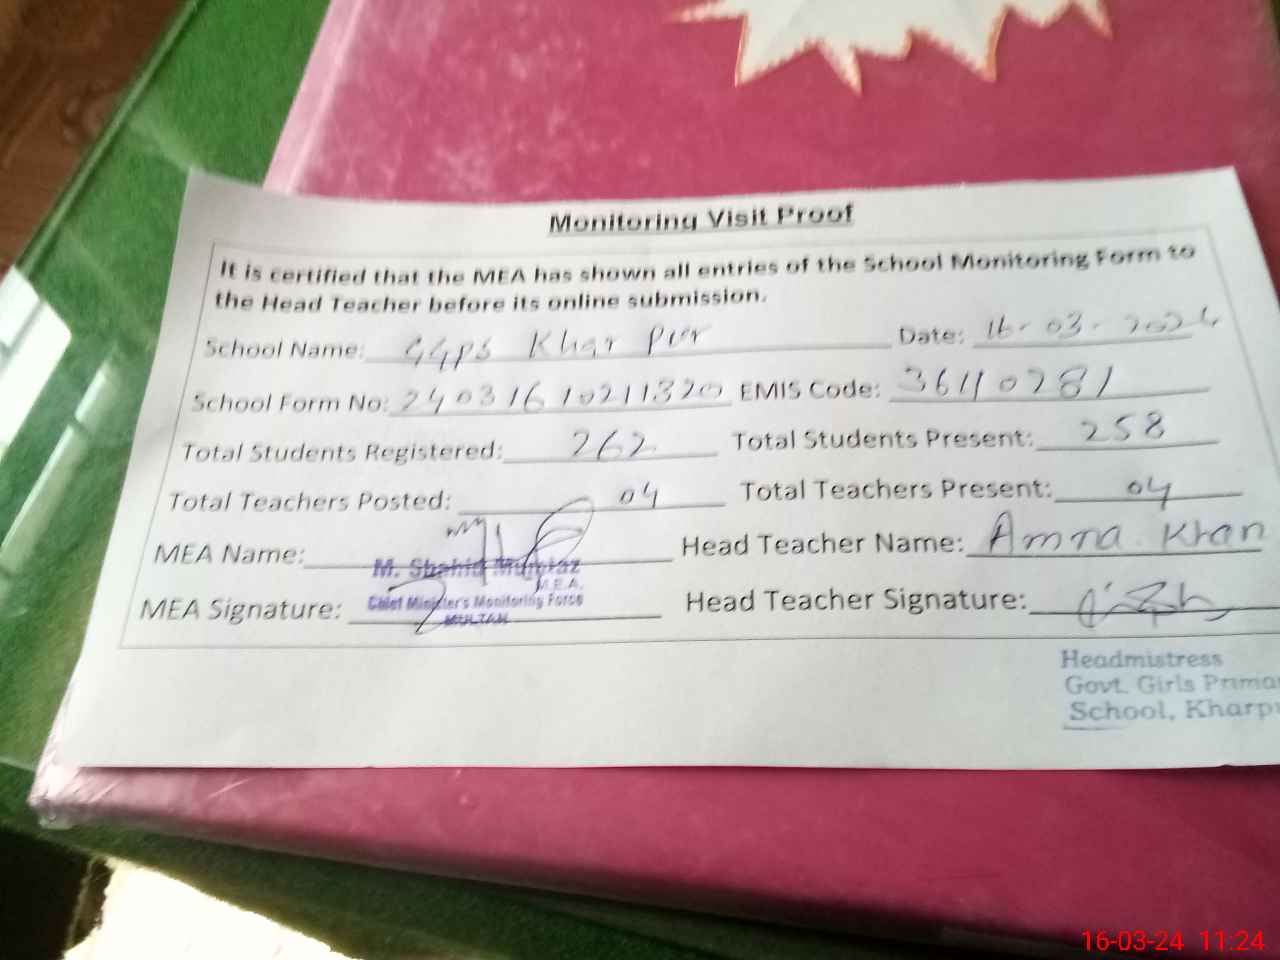 Monitoring Visit Proof
It is certified that the MEA has shown all entries of the School Monitoring Form to
the Head Teacher before its online submission.
School Name: GGPS Khar Pur Date: 16-03-2024
School Form No: 24031610211320 EMIS Code: 36110281
Total Students Registered: 262 Total Students Present: 258
Total Teachers Posted: 04 Total Teachers Present: 04
MEA Name: M. Shahid Mumtaz Head Teacher Name: Amna Khan
M.E.A.
Chief Minister's Monitoring Force
MULTAN
MEA Signature: Head Teacher Signature:
Headmistress
Govt. Girls Prima
School, Kharp
16-03-24 11:24